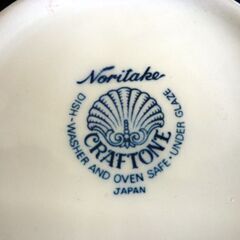 Noritake
CRAFTONE
DISH-WASHER AND OVEN SAFE·UNDER GLAZE
JAPAN